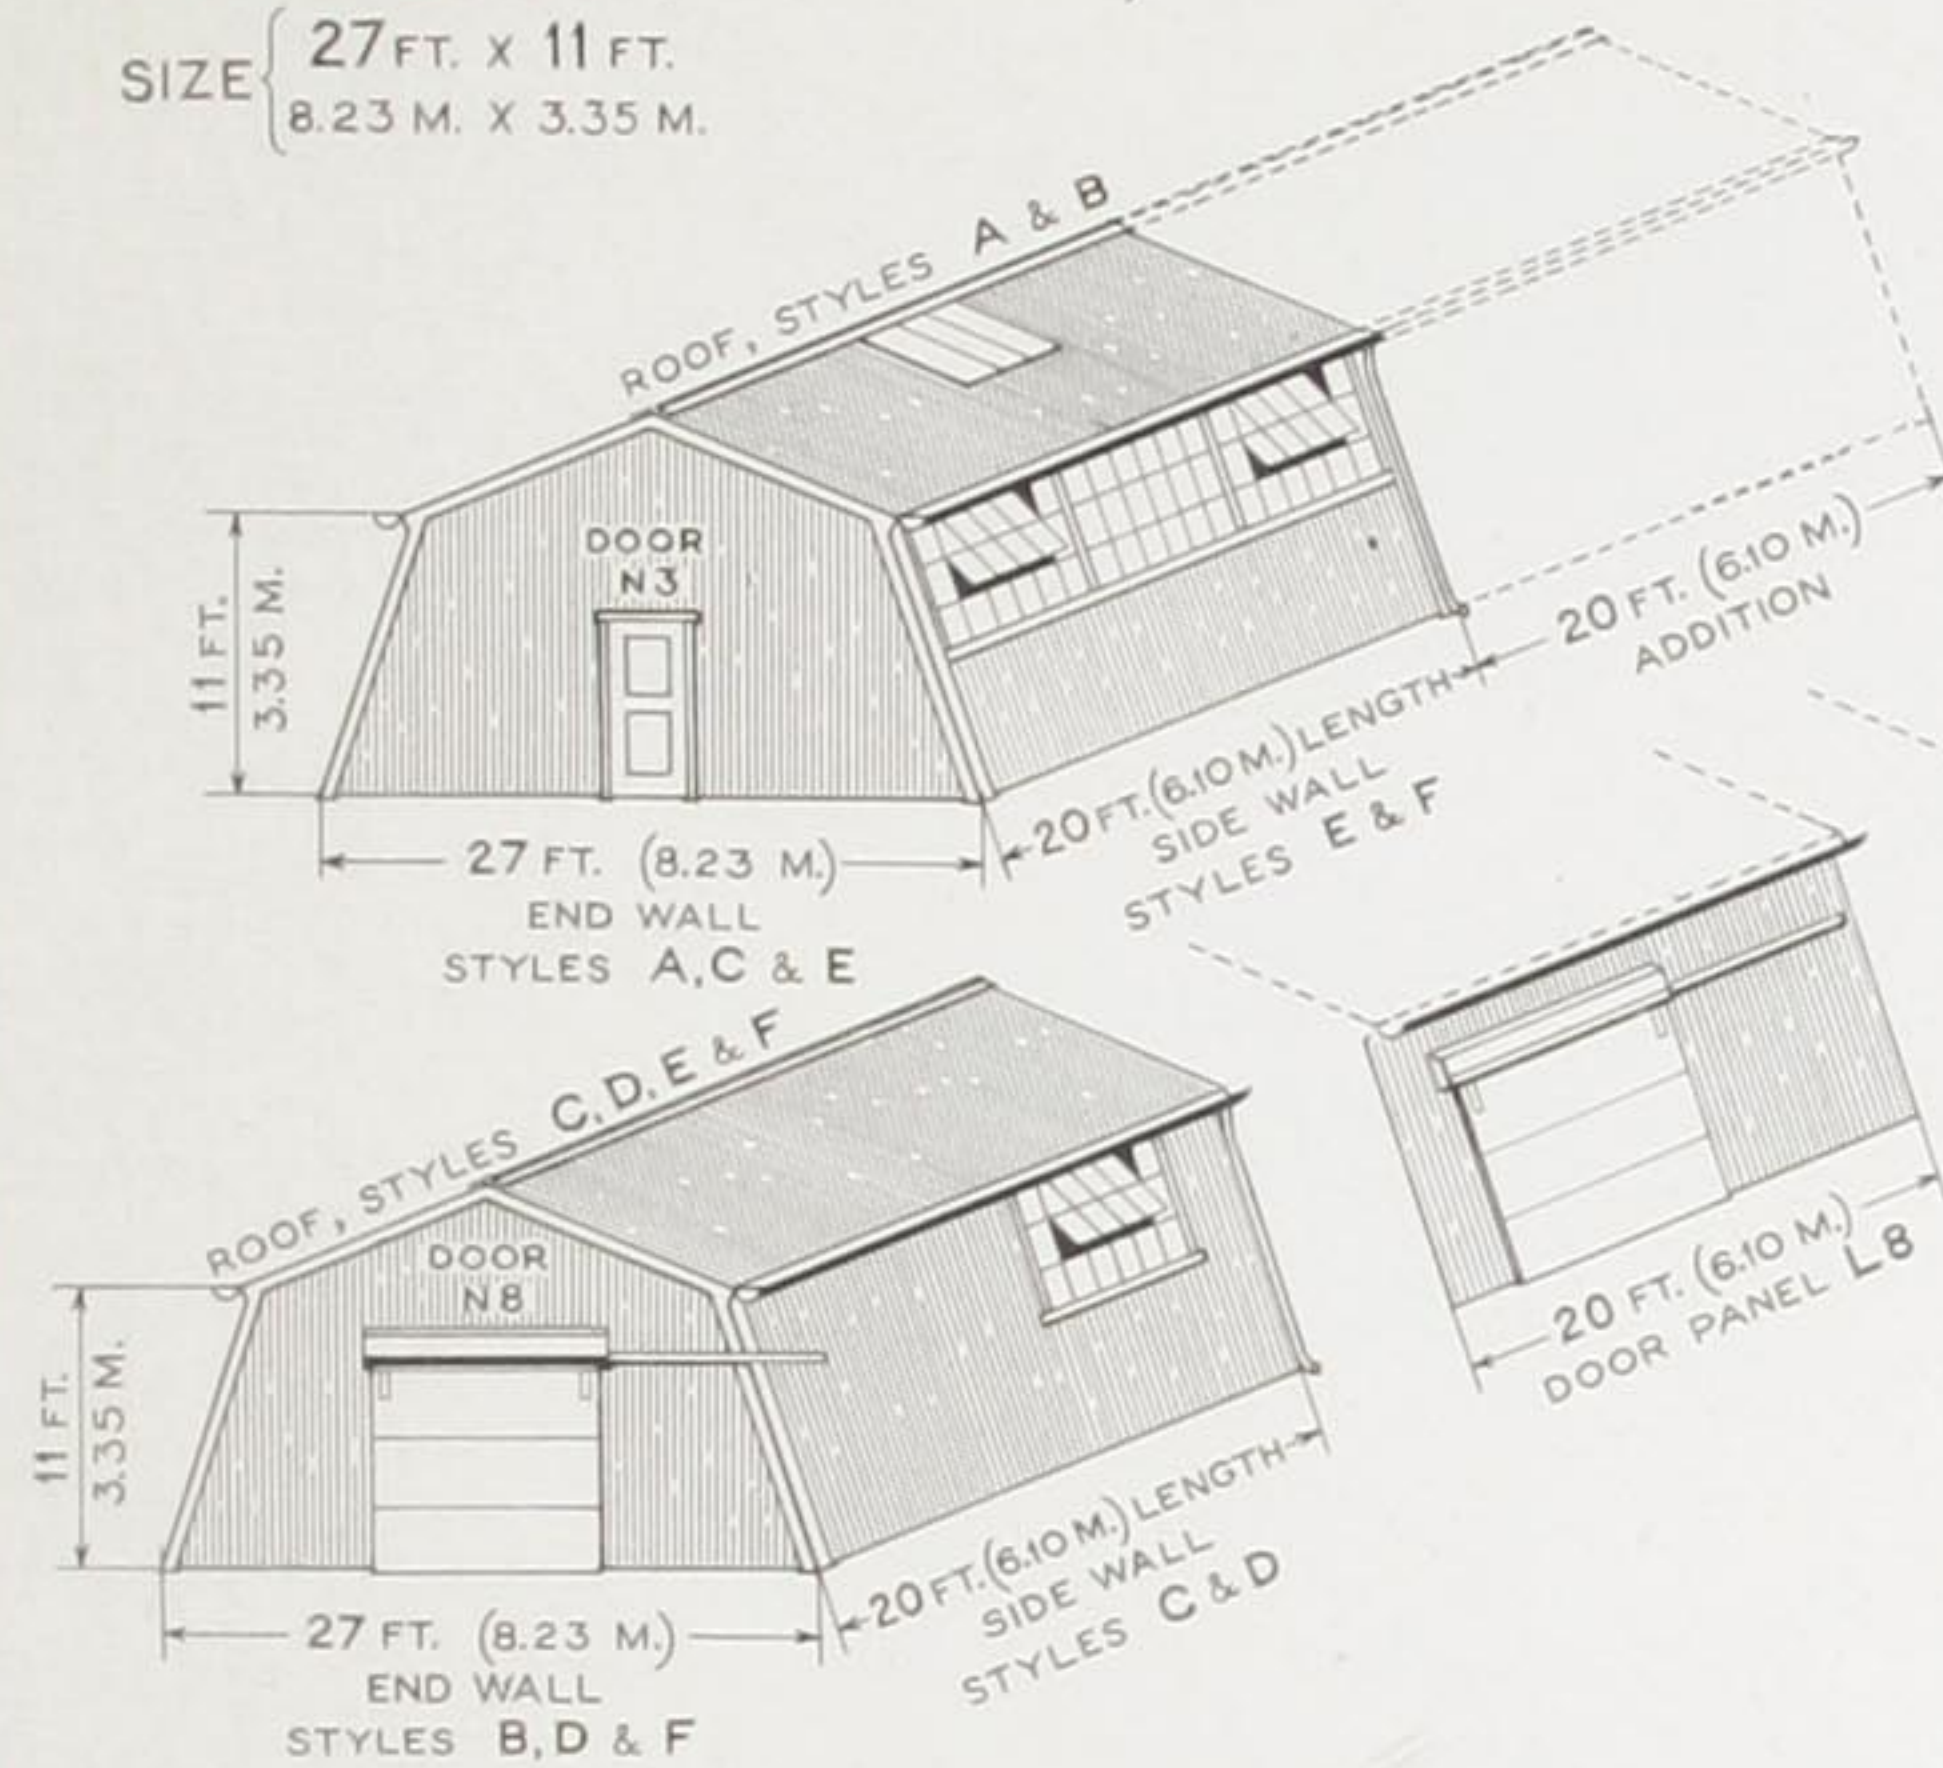 SIZE { 27 FT. X 11 FT.
8.23 M. X 3.35 M.
ROOF, STYLES A & B
DOOR
N3
11 FT.
3.35 M.
27 FT. (8.23 M.)
END WALL
STYLES A, C & E
20 FT. (6.10 M.) LENGTH
SIDE WALL
STYLES E & F
20 FT. (6.10 M.)
ADDITION
ROOF, STYLES C, D, E & F
DOOR
N8
11 FT.
3.35 M.
27 FT. (8.23 M.)
END WALL
STYLES B, D & F
20 FT. (6.10 M.) LENGTH
SIDE WALL
STYLES C & D
20 FT. (6.10 M.)
DOOR PANEL L8